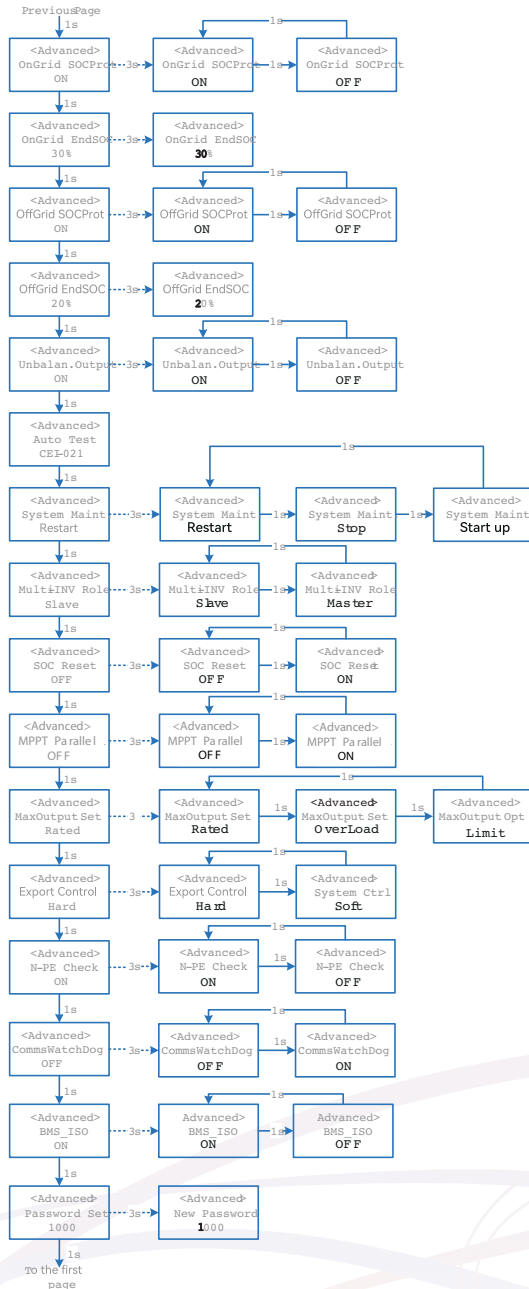 PreviousPage
1s
1s
<Advanced> <Advanced> <Advanced>
OnGrid SOCProt 3s OnGrid SOCProt 1s OnGrid SOCProt
ON ON OFF
1s
<Advanced> <Advanced>
OnGrid EndSOC 3s OnGrid EndSOC
30% 30%
1s
1s
<Advanced> <Advanced> <Advanced>
OffGrid SOCProt 3s OffGrid SOCProt 1s OffGrid SOCProt
ON ON OFF
1s
<Advanced> <Advanced>
OffGrid EndSOC 3s OffGrid EndSOC
20% 20%
1s
1s
<Advanced> <Advanced> <Advanced>
Unbalan.Output 3s Unbalan.Output 1s Unbalan.Output
ON ON OFF
1s
<Advanced>
Auto Test
CEI-021
1s
1s
<Advanced> <Advanced> <Advanced> <Advanced>
System Maint 3s System Maint 1s System Maint 1s System Maint
Restart Restart Stop Start up
1s
1s
<Advanced> <Advanced> <Advanced>
Multi-INV Role 3s Multi-INV Role 1s Multi-INV Role
Slave Slave Master
1s
1s
<Advanced> <Advanced> <Advanced>
SOC Reset 3s SOC Reset 1s SOC Reset
OFF OFF ON
1s
1s
<Advanced> <Advanced> <Advanced>
MPPT Parallel 3s MPPT Parallel 1s MPPT Parallel
OFF OFF ON
1s
1s
<Advanced> <Advanced> <Advanced> <Advanced>
MaxOutput Set 3 MaxOutput Set 1s MaxOutput Set 1s MaxOutput Opt
Rated Rated OverLoad Limit
1s
1s
<Advanced> <Advanced> <Advanced>
Export Control 3s Export Control 1s System Ctrl
Hard Hard Soft
1s
1s
<Advanced> <Advanced> <Advanced>
N-PE Check 3s N-PE Check 1s N-PE Check
ON ON OFF
1s
1s
<Advanced> <Advanced> <Advanced>
CommsWatchDog 3s CommsWatchDog 1s CommsWatchDog
OFF OFF ON
1s
1s
<Advanced> Advanced> <Advanced>
BMS_ISO 3s BMS_ISO 1s BMS_ISO
ON ON OFF
1s
<Advanced> <Advanced>
Password Set 3s New Password
1000 1000
1s
To the first
page